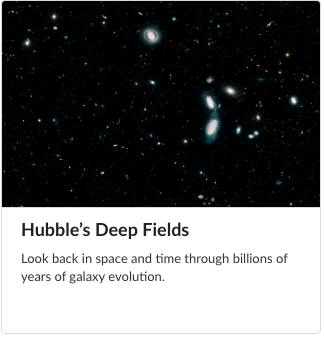 Hubble’s Deep Fields
Look back in space and time through billions of
years of galaxy evolution.